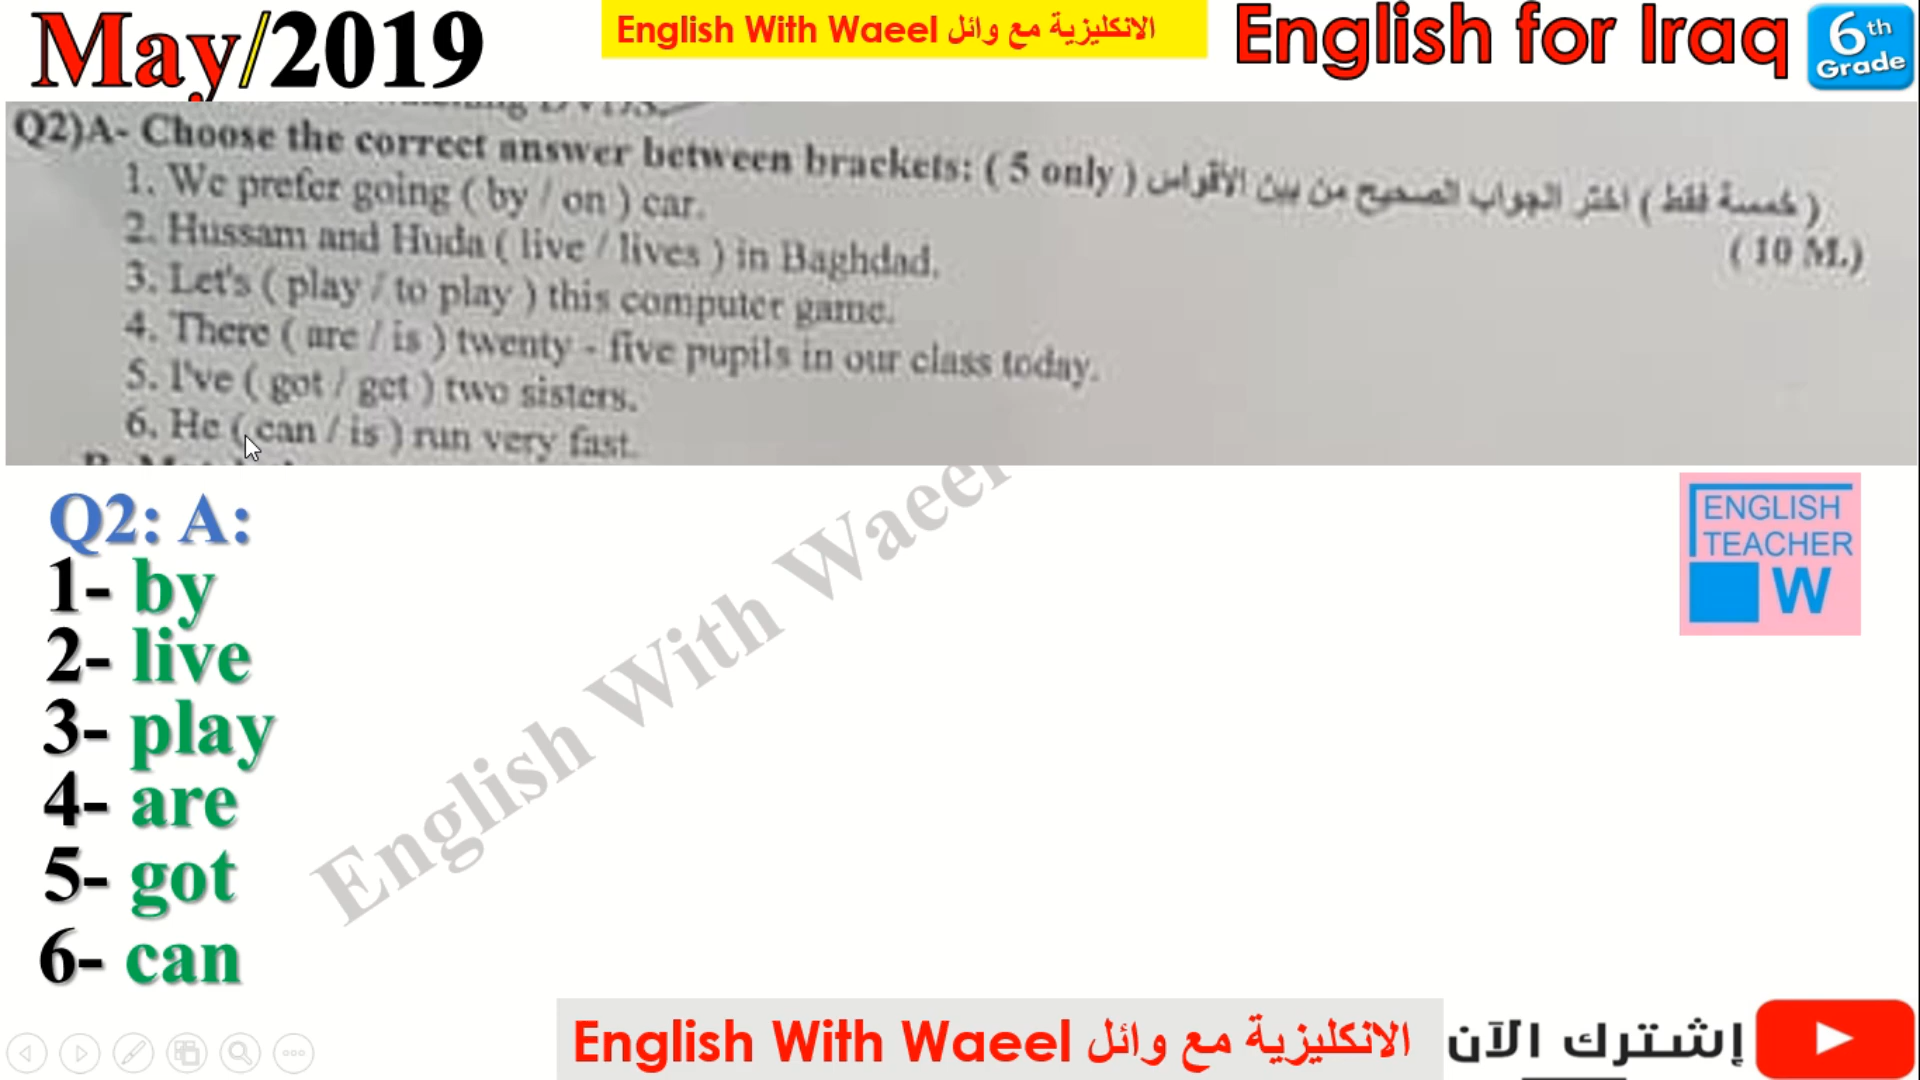 May/2019
English With Waeel الانكليزية مع وائل
English for Iraq
6th
Grade
Q2)A- Choose the correct answer between brackets: ( 5 only ) اختر الجواب الصحيح من بين الأقواس ( خمسة فقط )
( 10 M.)
1. We prefer going ( by / on ) car.
2. Hussam and Huda ( live / lives ) in Baghdad.
3. Let's ( play / to play ) this computer game.
4. There ( are / is ) twenty - five pupils in our class today.
5. I've ( got / get ) two sisters.
6. He ( can / is ) run very fast.
Q2: A:
1- by
2- live
3- play
4- are
5- got
6- can
English With Waeel
ENGLISH
TEACHER
W
English With Waeel الانكليزية مع وائل
إشترك الآن